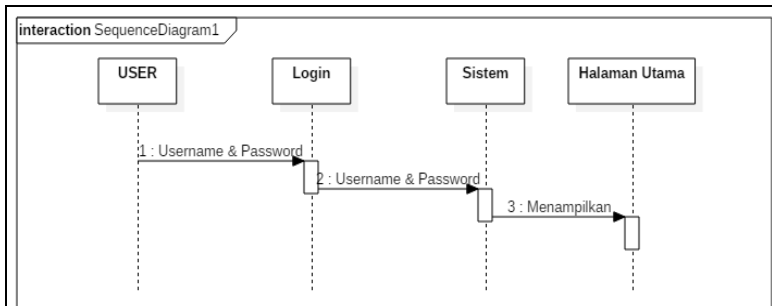 interaction SequenceDiagram1
USER
Login
Sistem
Halaman Utama
1 : Username & Password
2 : Username & Password
3 : Menampilkan